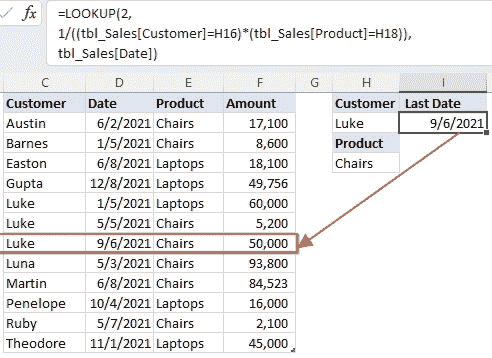 fx
=LOOKUP(2,
1/((tbl_Sales[Customer]=H16)*(tbl_Sales[Product]=H18)),
tbl_Sales[Date])
C D E F G H I
Customer Date Product Amount Customer Last Date
Austin 6/2/2021 Chairs 17,100 Luke 9/6/2021
Barnes 1/5/2021 Chairs 8,600 Product
Easton 6/8/2021 Laptops 18,100 Chairs
Gupta 12/8/2021 Laptops 49,756
Luke 1/5/2021 Laptops 60,000
Luke 5/5/2021 Chairs 5,200
Luke 9/6/2021 Chairs 50,000
Luna 5/3/2021 Chairs 93,800
Martin 6/8/2021 Chairs 84,523
Penelope 10/4/2021 Laptops 16,000
Ruby 5/7/2021 Chairs 2,100
Theodore 11/1/2021 Laptops 45,000